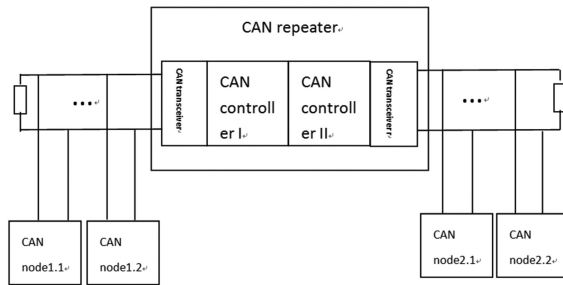 CAN repeater
CAN transceiver
CAN
controll
er I
CAN
controll
er II
CAN transceiver r
...
...
CAN
node1.1
CAN
node1.2
CAN
node2.1
CAN
node2.2